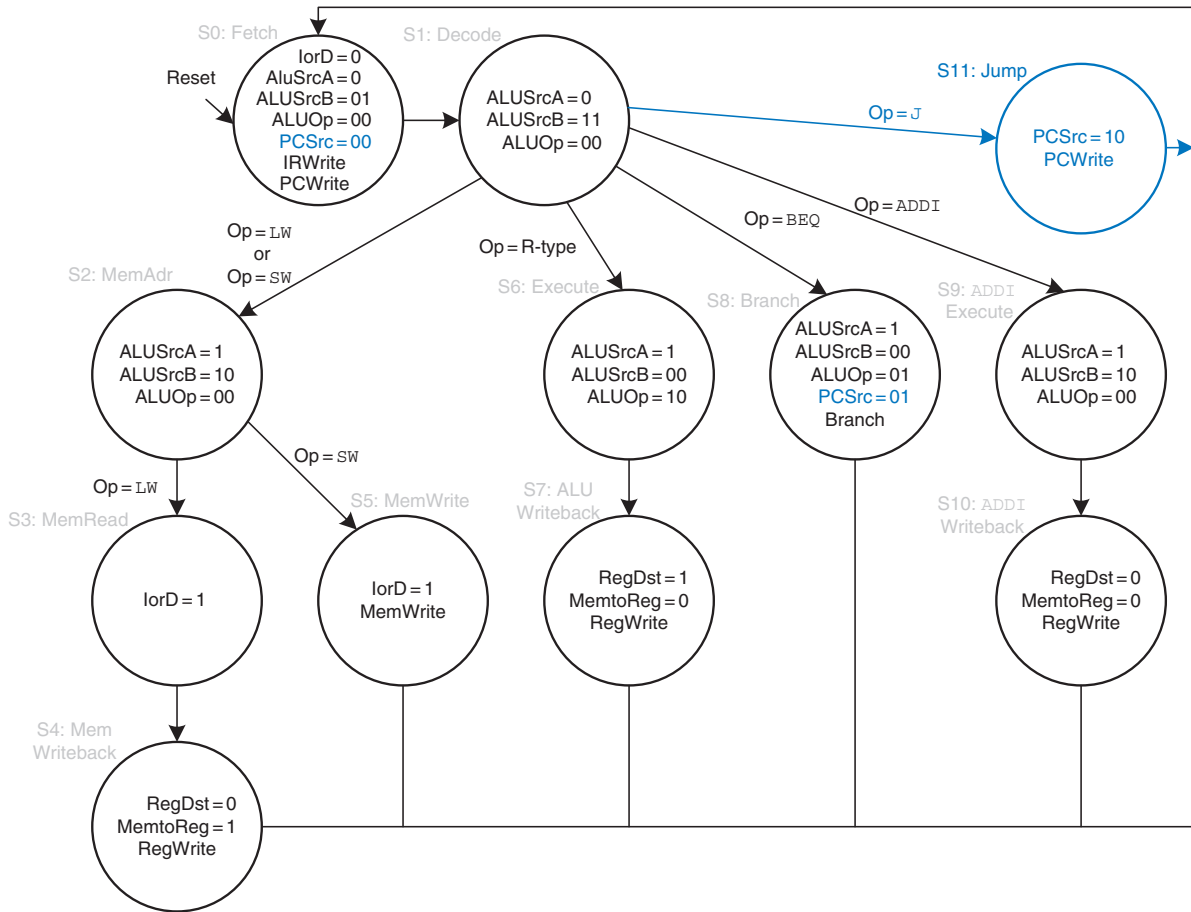 S0: Fetch
Reset
IorD = 0
AluSrcA = 0
ALUSrcB = 01
ALUOp = 00
PCSrc = 00
IRWrite
PCWrite
S1: Decode
ALUSrcA = 0
ALUSrcB = 11
ALUOp = 00
S11: Jump
Op = J
PCSrc = 10
PCWrite
Op = LW
or
Op = SW
Op = R-type
Op = BEQ
Op = ADDI
S2: MemAdr
ALUSrcA = 1
ALUSrcB = 10
ALUOp = 00
S6: Execute
ALUSrcA = 1
ALUSrcB = 00
ALUOp = 10
S8: Branch
ALUSrcA = 1
ALUSrcB = 00
ALUOp = 01
PCSrc = 01
Branch
S9: ADDI
Execute
ALUSrcA = 1
ALUSrcB = 10
ALUOp = 00
Op = LW
Op = SW
S3: MemRead
IorD = 1
S5: MemWrite
IorD = 1
MemWrite
S7: ALU
Writeback
RegDst = 1
MemtoReg = 0
RegWrite
S10: ADDI
Writeback
RegDst = 0
MemtoReg = 0
RegWrite
S4: Mem
Writeback
RegDst = 0
MemtoReg = 1
RegWrite